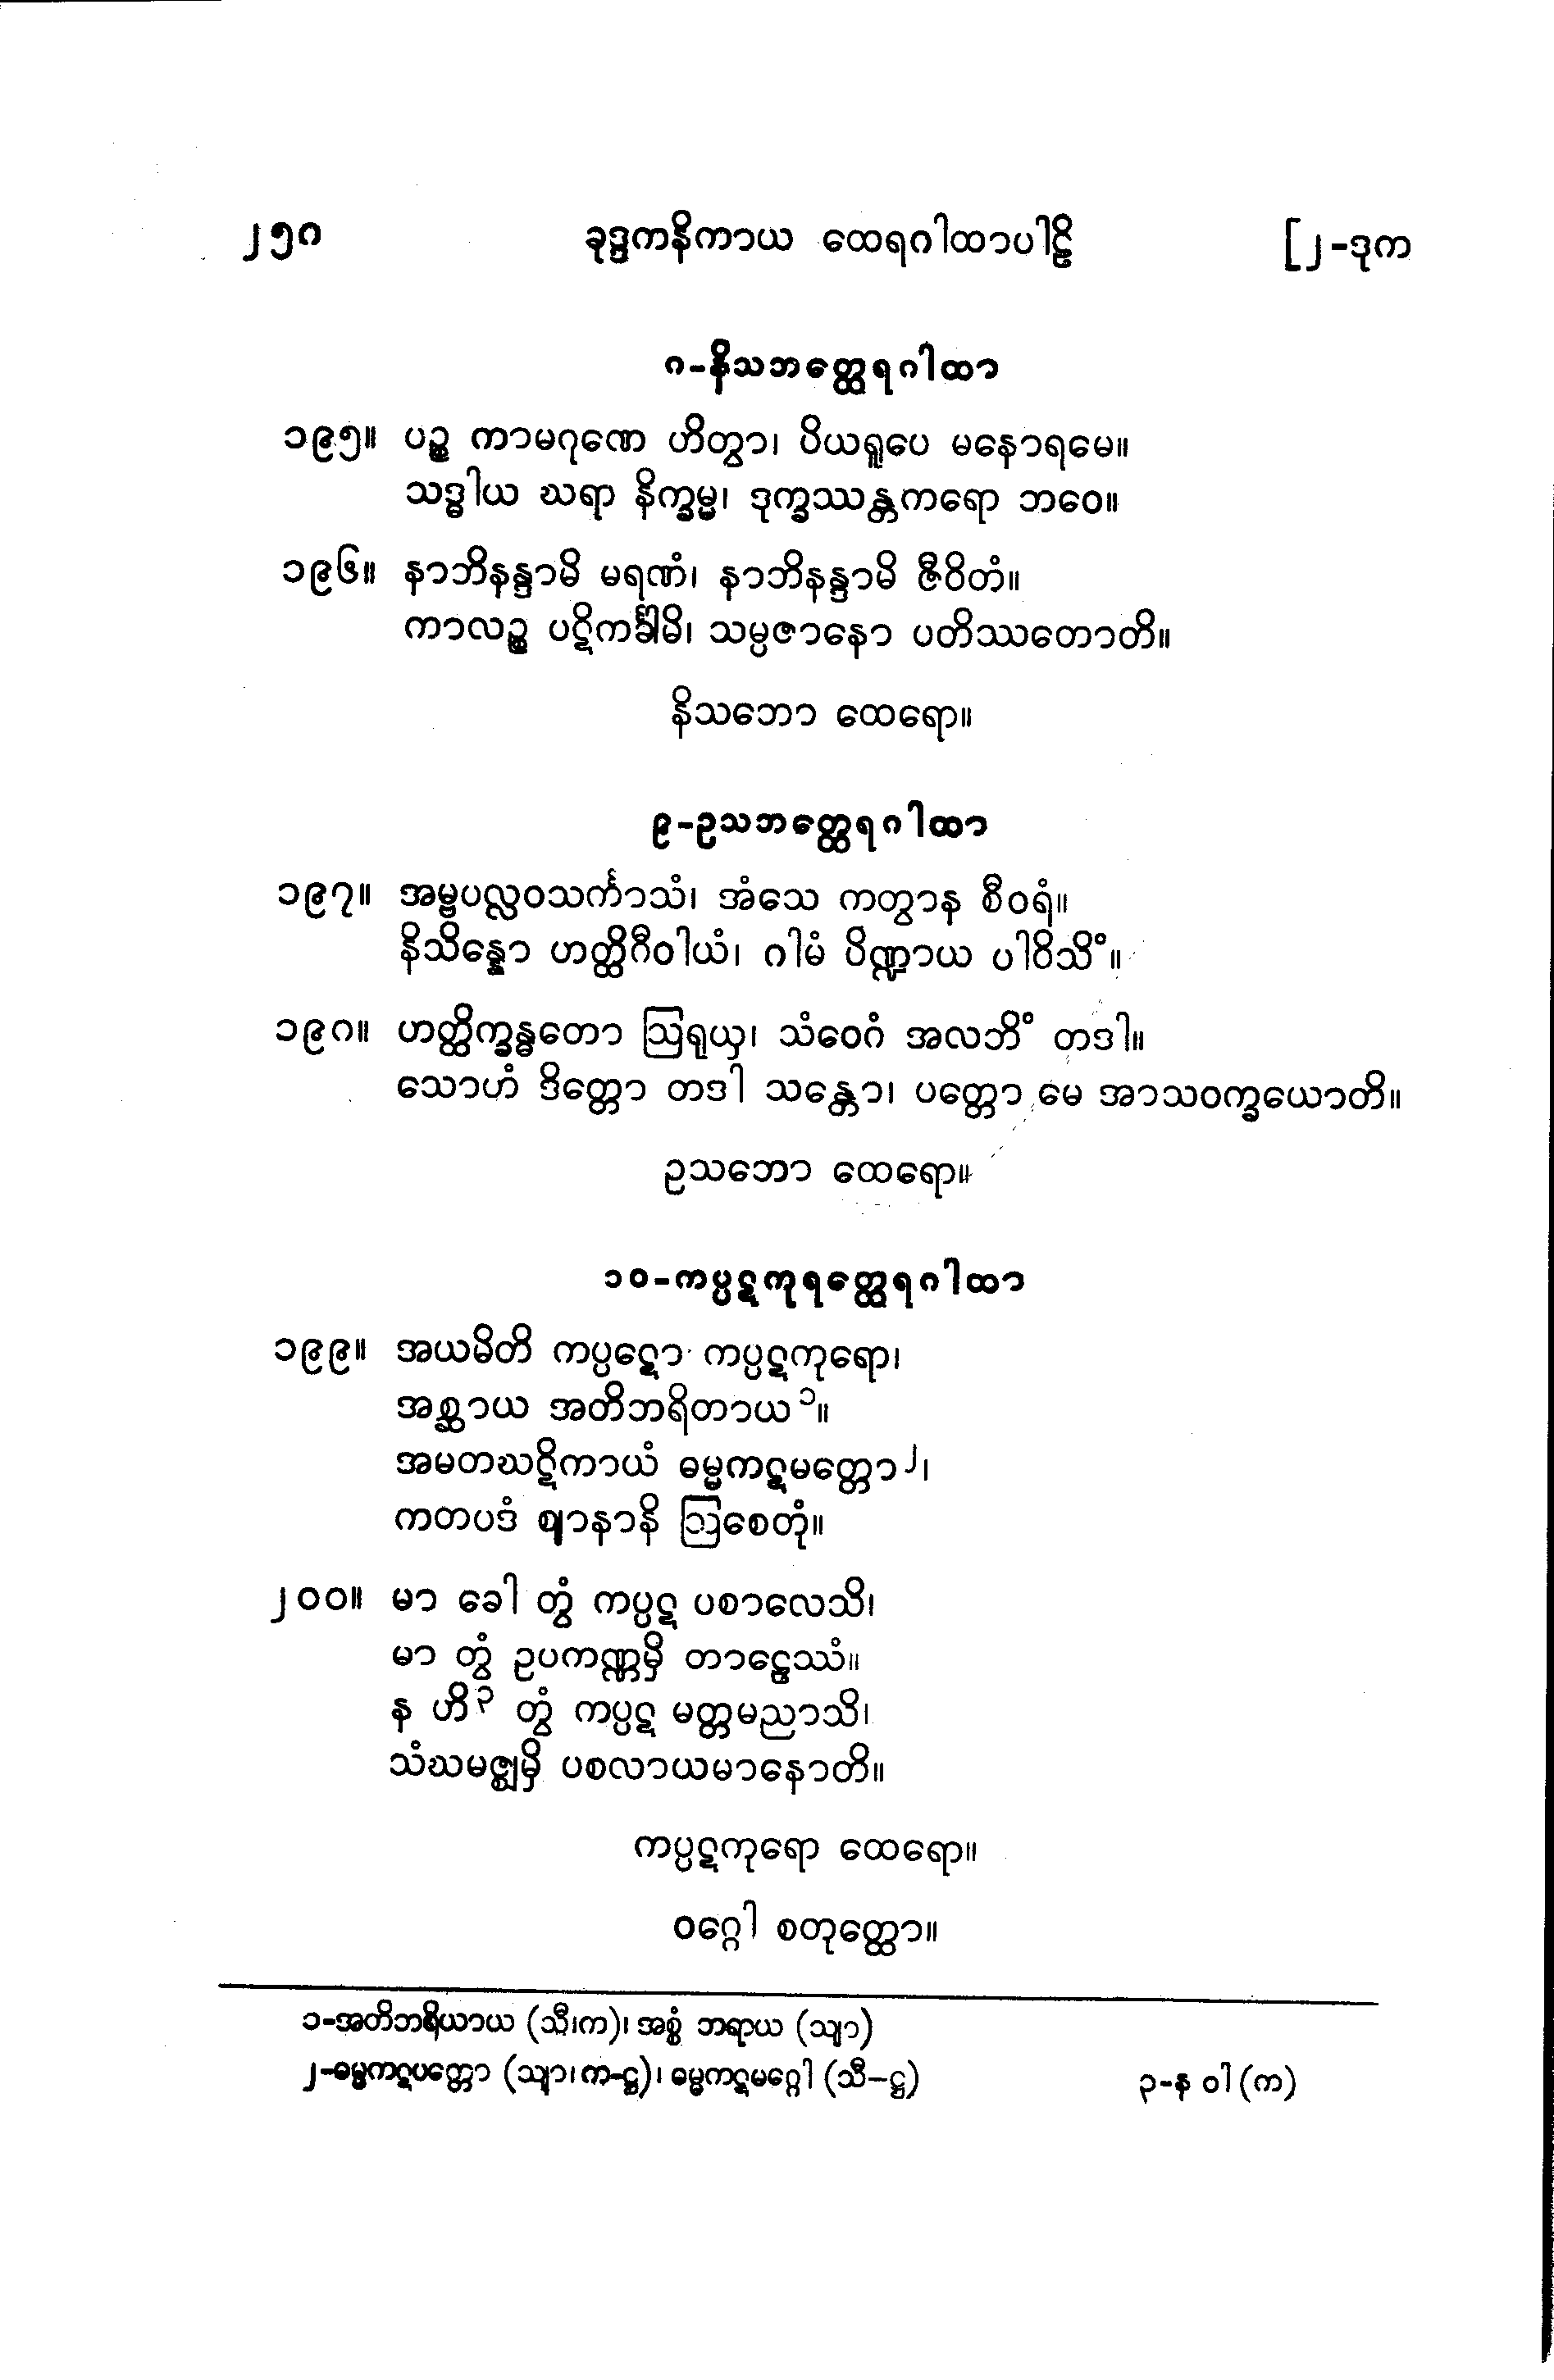 ၂၅၈ ခုဒ္ဒကနိကာယ ထေရဂါထာပါဠိ [၂-ဒုက
၈-နိသဘတ္ထေရဂါထာ
၁၉၅။ ပဉ္စ ကာမဂုဏေ ဟိတွာ၊ ပိယရူပေ မနောရမေ။
သဒ္ဓါယ ဃရာ နိက္ခမ္မ၊ ဒုက္ခဿန္တကရော ဘဝေ။
၁၉၆။ နာဘိနန္ဒာမိ မရဏံ၊ နာဘိနန္ဒာမိ ဇီဝိတံ။
ကာလဉ္စ ပဋိကင်္ခါမိ၊ သမ္ပဇာနော ပတိဿတောတိ။
နိသဘော ထေရော။
၉-ဥသဘတ္ထေရဂါထာ
၁၉၇။ အမ္ဗပလ္လဝသင်္ကာသံ၊ အံသေ ကတွာန စီဝရံ။
နိသိန္နော ဟတ္ထိဂီဝါယံ၊ ဂါမံ ပိဏ္ဍာယ ပါဝိသိံ။
၁၉၈။ ဟတ္ထိက္ခန္ဓတော ဩရုယှ၊ သံဝေဂံ အလဘိံ တဒါ။
သောဟံ ဒိတ္တော တဒါ သန္တော၊ ပတ္တော မေ အာသဝက္ခယောတိ။
ဥသဘော ထေရော။
၁၀-ကပ္ပဋကုရတ္ထေရဂါထာ
၁၉၉။ အယမိတိ ကပ္ပဋော ကပ္ပဋကုရော၊
အစ္ဆာယ အတိဘရိတာယ ၁။
အမတဃဋိကာယံ ဓမ္မကဋမတ္တော ၂၊
ကတပဒံ ဈာနာနိ ဩစေတုံ။
၂၀၀။ မာ ခေါ တွံ ကပ္ပဋ ပစာလေသိ၊
မာ တွံ ဥပကဏ္ဏမှိ တာဠေဿံ။
န ဟိ ၃ တွံ ကပ္ပဋ မတ္တမညာသိ၊
သံဃမဇ္ဈမှိ ပစလာယမာနောတိ။
ကပ္ပဋကုရော ထေရော။
ဝဂ္ဂေါ စတုတ္ထော။
၁-အတိဘရိယာယ (သီ၊က)၊ အစ္စံ ဘရာယ (သျာ)
၂-ဓမ္မကဋပတ္တော (သျာ၊ က-ဋ္ဌ)၊ ဓမ္မကဋမဂ္ဂေါ (သီ-ဋ္ဌ) ၃-န ဝါ (က)